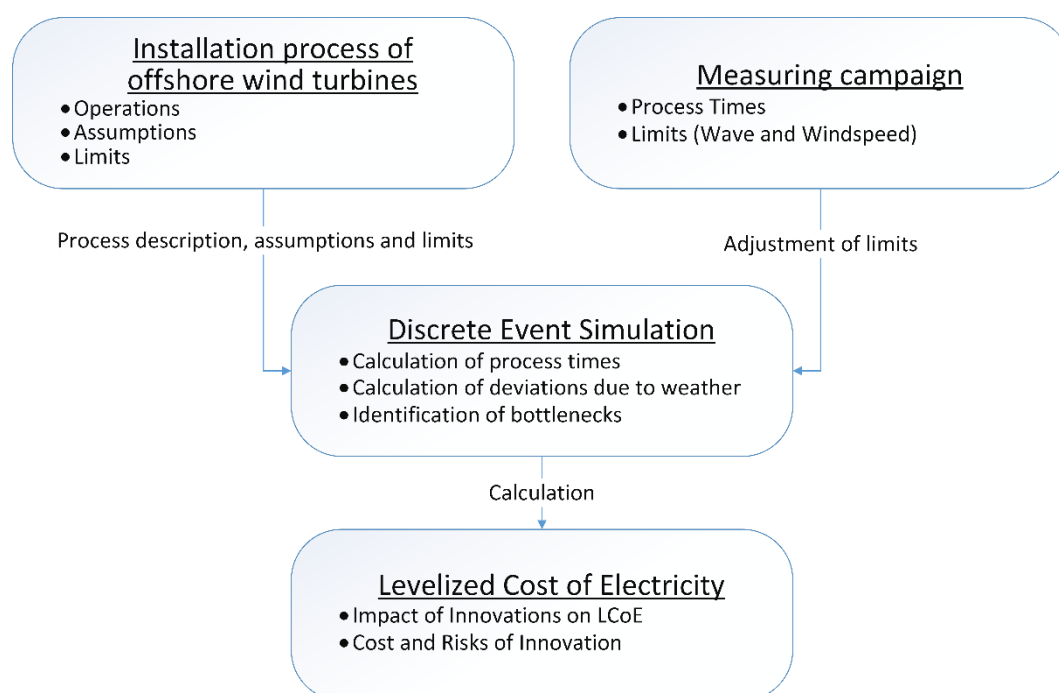 Installation process of
offshore wind turbines
• Operations
• Assumptions
• Limits
Measuring campaign
• Process Times
• Limits (Wave and Windspeed)
Process description, assumptions and limits
Adjustment of limits
Discrete Event Simulation
• Calculation of process times
• Calculation of deviations due to weather
• Identification of bottlenecks
Calculation
Levelized Cost of Electricity
• Impact of Innovations on LCoE
• Cost and Risks of Innovation